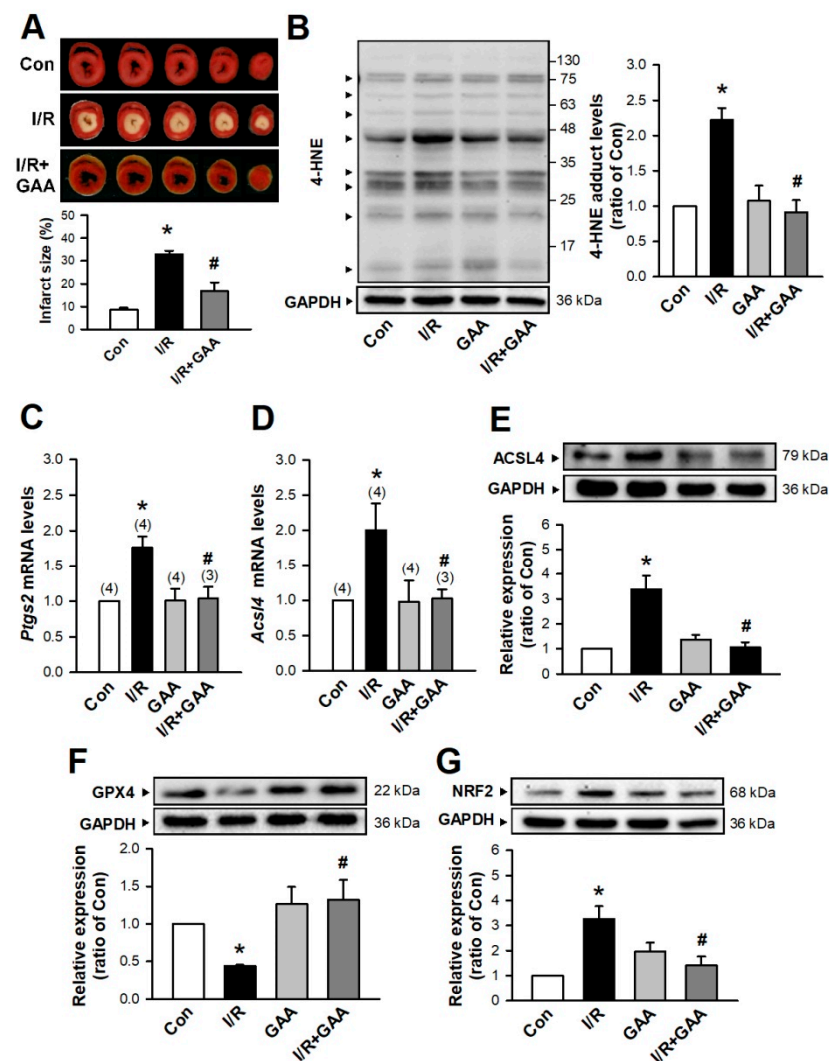 A
Con
I/R
I/R+
GAA
Infarct size (%)
50
40
30
20
10
0
*
#
Con
I/R
I/R+GAA
B
4-HNE
130
75
63
48
35
25
17
GAPDH
36 kDa
Con
I/R
GAA
I/R+GAA
4-HNE adduct levels
(ratio of Con)
3.0
2.5
2.0
1.5
1.0
0.5
0.0
*
#
Con
I/R
GAA
I/R+GAA
C
Ptgs2 mRNA levels
3.0
2.5
2.0
1.5
1.0
0.5
0.0
*
#
(4)
(4)
(4)
(3)
Con
I/R
GAA
I/R+GAA
D
Acsl4 mRNA levels
3.0
2.5
2.0
1.5
1.0
0.5
0.0
*
#
(4)
(4)
(4)
(3)
Con
I/R
GAA
I/R+GAA
E
ACSL4
79 kDa
GAPDH
36 kDa
Relative expression
(ratio of Con)
6
5
4
3
2
1
0
*
#
Con
I/R
GAA
I/R+GAA
F
GPX4
22 kDa
GAPDH
36 kDa
Relative expression
(ratio of Con)
2.0
1.5
1.0
0.5
0.0
*
#
Con
I/R
GAA
I/R+GAA
G
NRF2
68 kDa
GAPDH
36 kDa
Relative expression
(ratio of Con)
6
5
4
3
2
1
0
*
#
Con
I/R
GAA
I/R+GAA